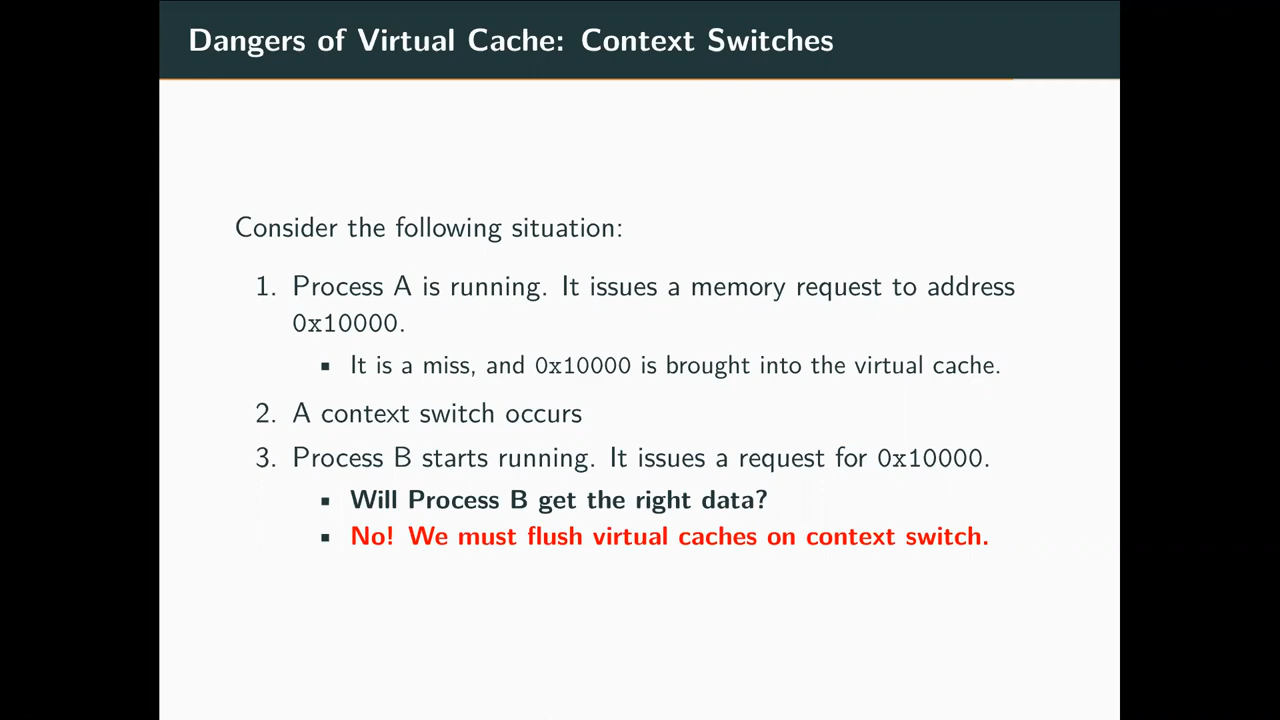 Dangers of Virtual Cache: Context Switches
Consider the following situation:
1. Process A is running. It issues a memory request to address
0x10000.
▪ It is a miss, and 0x10000 is brought into the virtual cache.
2. A context switch occurs
3. Process B starts running. It issues a request for 0x10000.
▪ Will Process B get the right data?
▪ No! We must flush virtual caches on context switch.